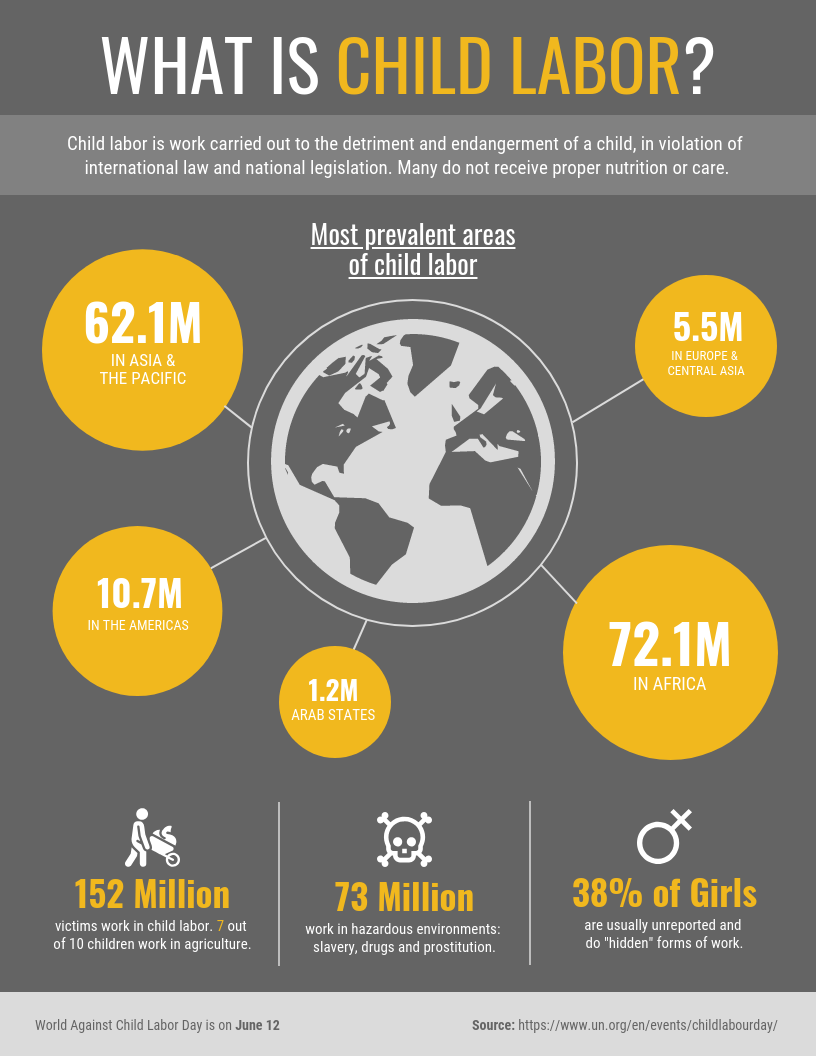 WHAT IS CHILD LABOR?
Child labor is work carried out to the detriment and endangerment of a child, in violation of
international law and national legislation. Many do not receive proper nutrition or care.
Most prevalent areas
of child labor
62.1M
IN ASIA &
THE PACIFIC
5.5M
IN EUROPE &
CENTRAL ASIA
10.7M
IN THE AMERICAS
1.2M
ARAB STATES
72.1M
IN AFRICA
152 Million
victims work in child labor. 7 out
of 10 children work in agriculture.
73 Million
work in hazardous environments:
slavery, drugs and prostitution.
38% of Girls
are usually unreported and
do "hidden" forms of work.
World Against Child Labor Day is on June 12
Source: https://www.un.org/en/events/childlabourday/